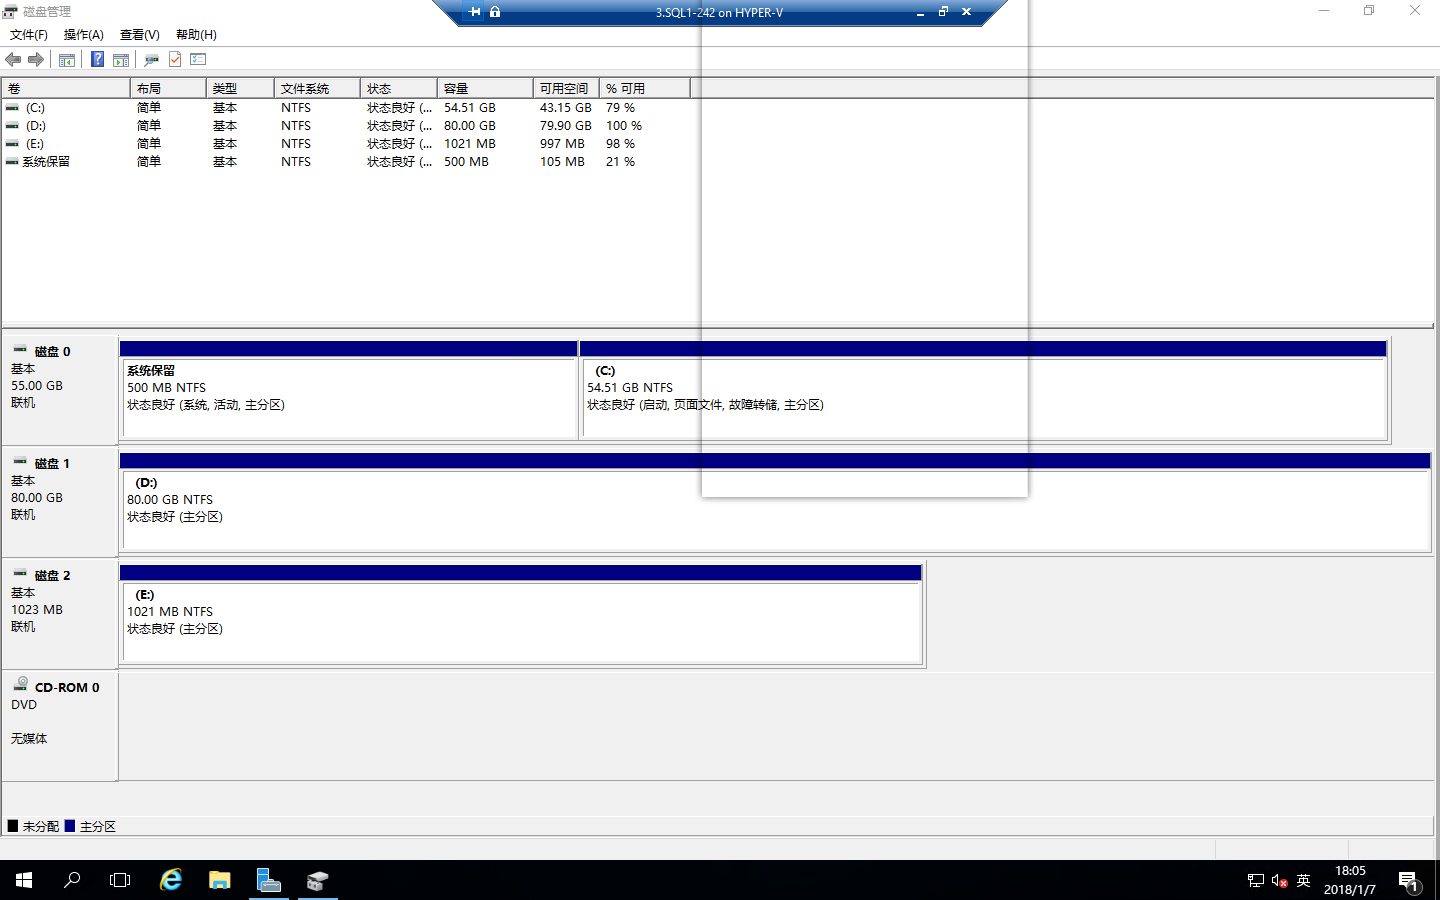 磁盘管理
3.SQL1-242 on HYPER-V
文件(F) 操作(A) 查看(V) 帮助(H)
卷 布局 类型 文件系统 状态 容量 可用空间 % 可用
(C:) 简单 基本 NTFS 状态良好 (... 54.51 GB 43.15 GB 79 %
(D:) 简单 基本 NTFS 状态良好 (... 80.00 GB 79.90 GB 100 %
(E:) 简单 基本 NTFS 状态良好 (... 1021 MB 997 MB 98 %
系统保留 简单 基本 NTFS 状态良好 (... 500 MB 105 MB 21 %
磁盘 0
基本
55.00 GB
联机
系统保留
500 MB NTFS
状态良好 (系统, 活动, 主分区)
(C:)
54.51 GB NTFS
状态良好 (启动, 页面文件, 故障转储, 主分区)
磁盘 1
基本
80.00 GB
联机
(D:)
80.00 GB NTFS
状态良好 (主分区)
磁盘 2
基本
1023 MB
联机
(E:)
1021 MB NTFS
状态良好 (主分区)
CD-ROM 0
DVD
无媒体
未分配 主分区
英
18:05
2018/1/7
1